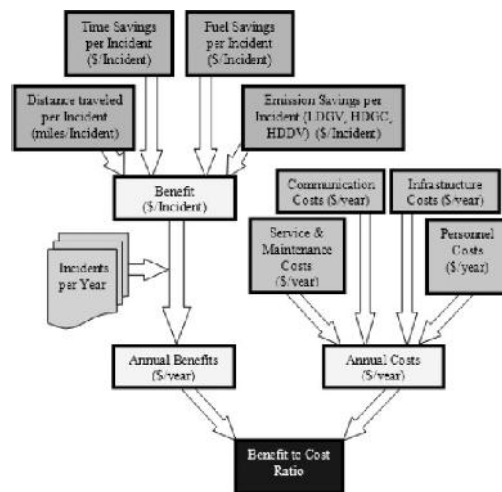 Time Savings
per Incident
($/Incident)
Fuel Savings
per Incident
($/Incident)
Distance traveled
per Incident
(miles/Incident)
Emission Savings per
Incident (LDGV, HDGC,
HDDV) ($/Incident)
Benefit
($/Incident)
Communication
Costs ($/year)
Infrastructure
Costs ($/year)
Service &
Maintenance
Costs
($/year)
Personnel
Costs
($/year)
Incidents
per Year
Annual Benefits
($/year)
Annual Costs
($/year)
Benefit to Cost
Ratio